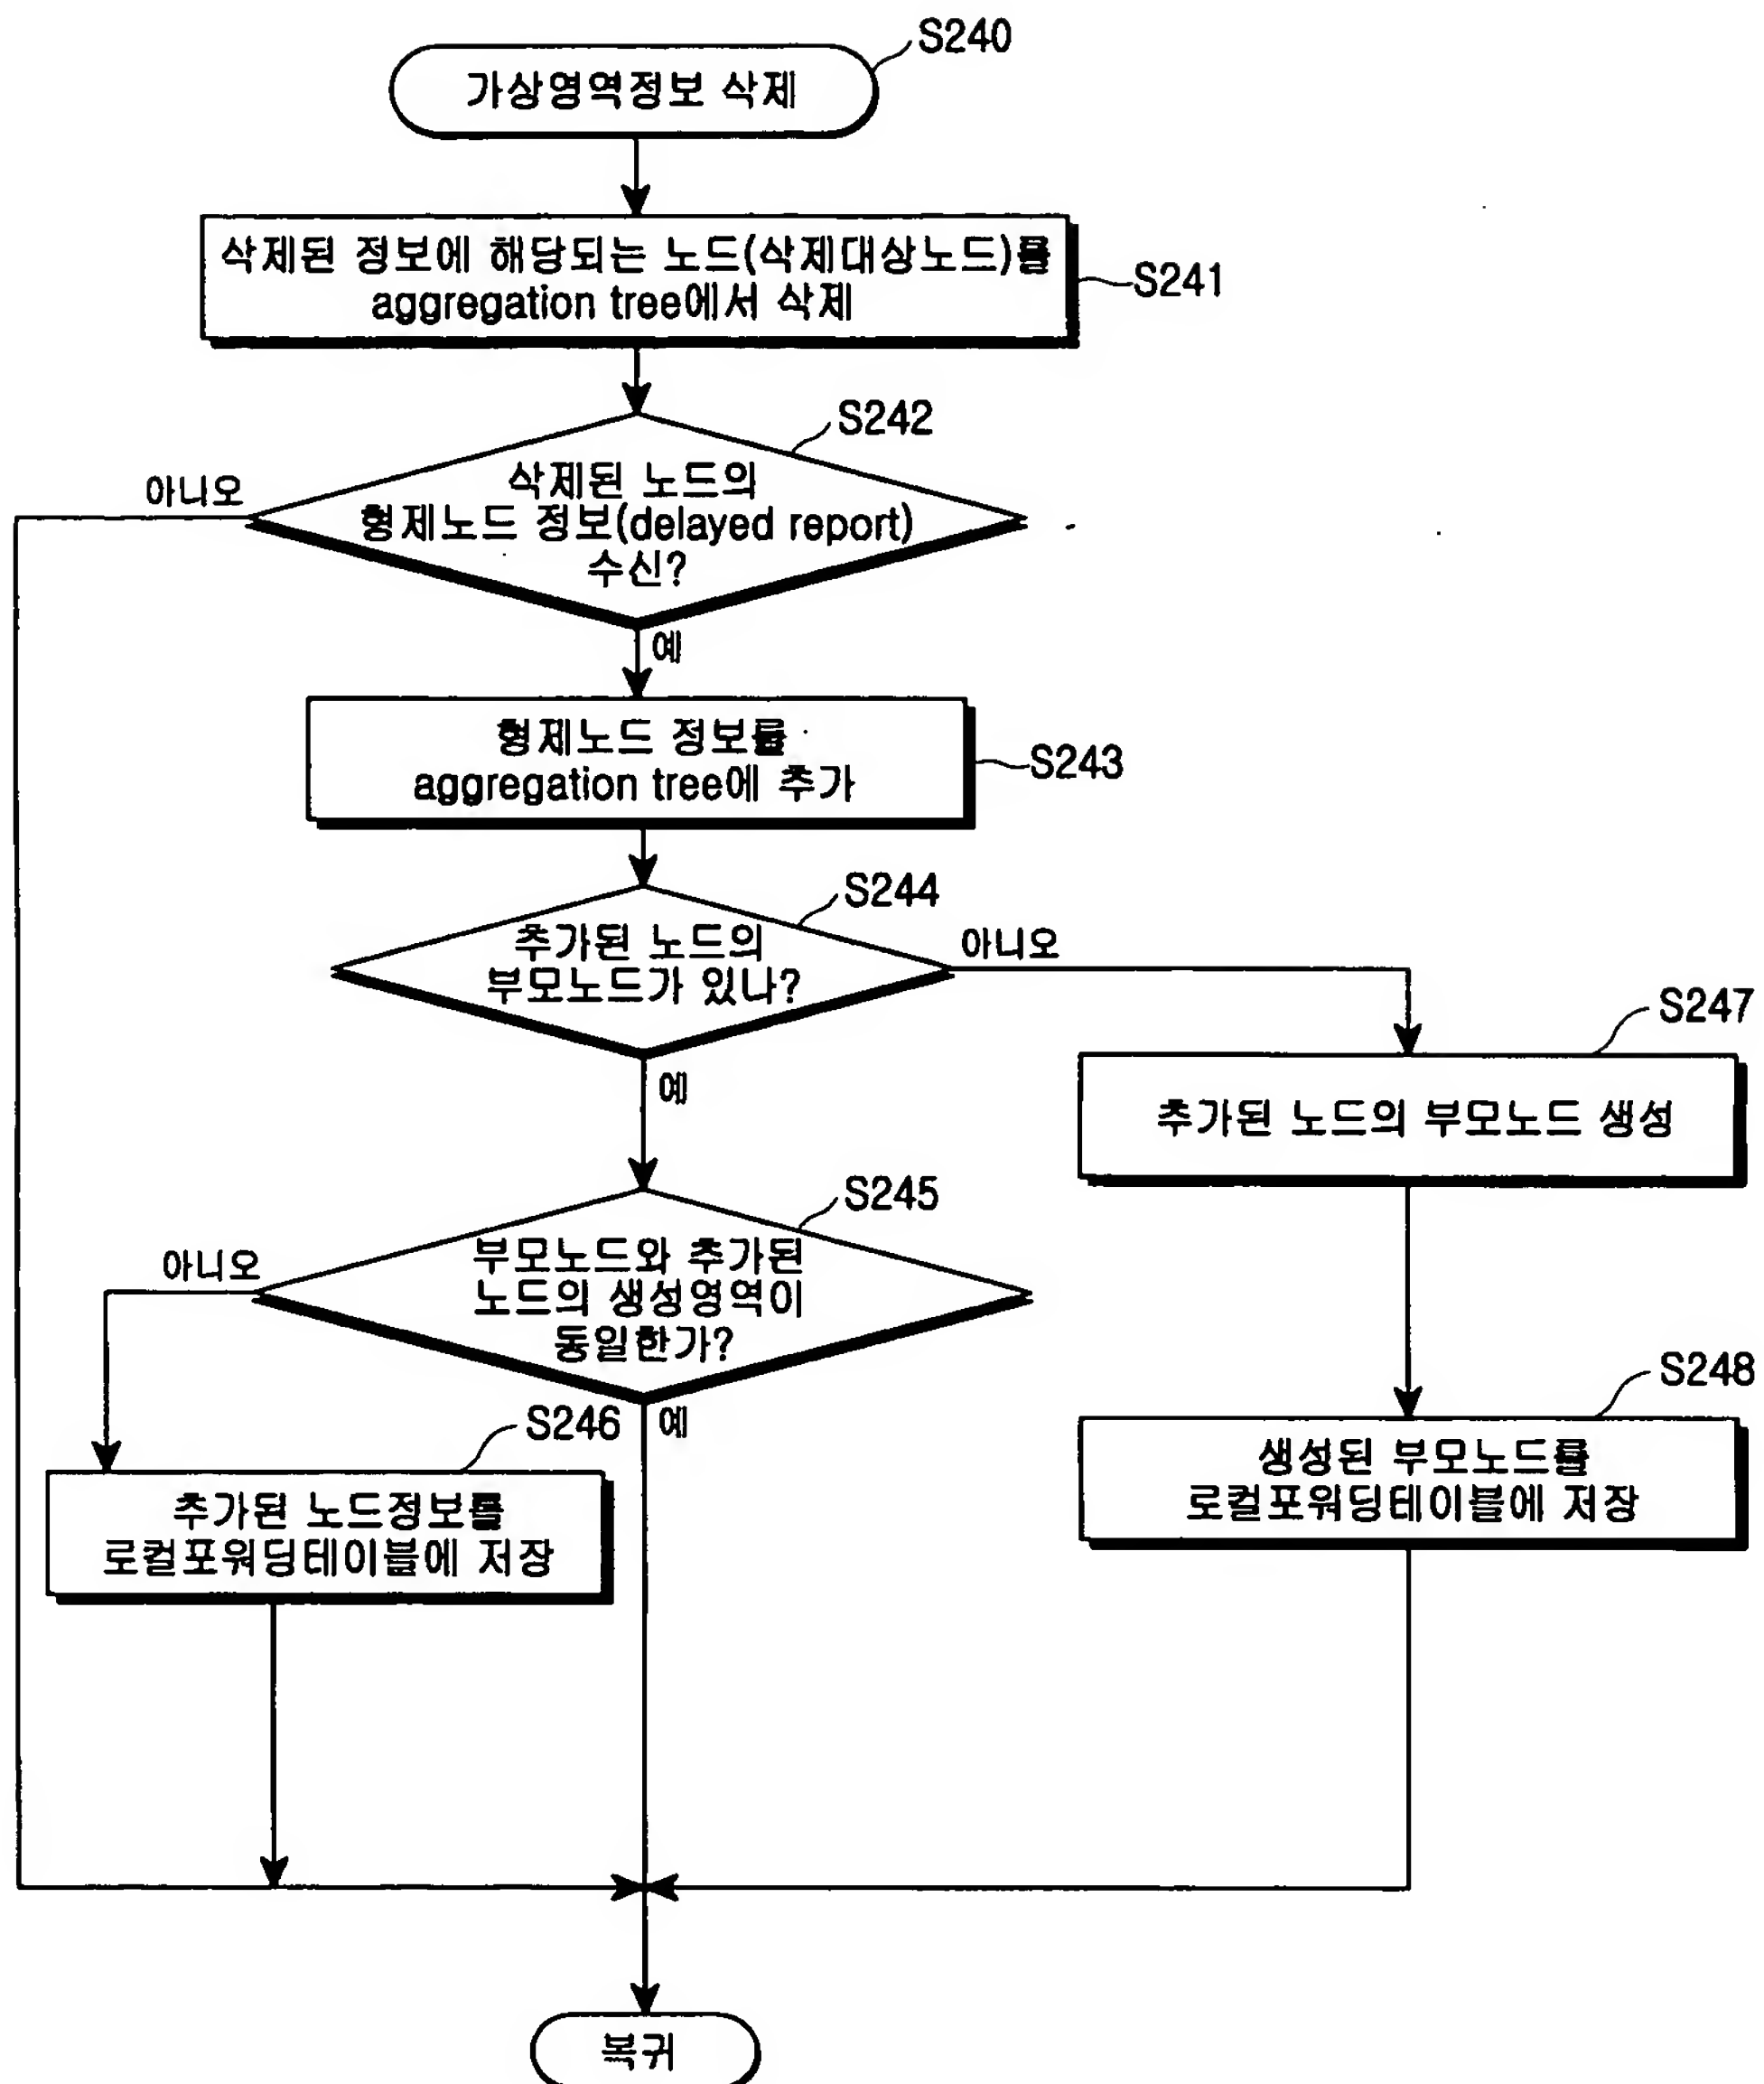 S240
가상영역정보 삭제
삭제된 정보에 해당되는 노드(삭제대상노드)를
aggregation tree에서 삭제
S241
S242
아니오
삭제된 노드의
형제노드 정보(delayed report)
수신?
예
형제노드 정보를
aggregation tree에 추가
S243
S244
추가된 노드의
부모노드가 있나?
아니오
예
S247
추가된 노드의 부모노드 생성
S245
아니오
부모노드와 추가된
노드의 생성영역이
동일한가?
예
S246
추가된 노드정보를
로컬포워딩테이블에 저장
S248
생성된 부모노드를
로컬포워딩테이블에 저장
복귀